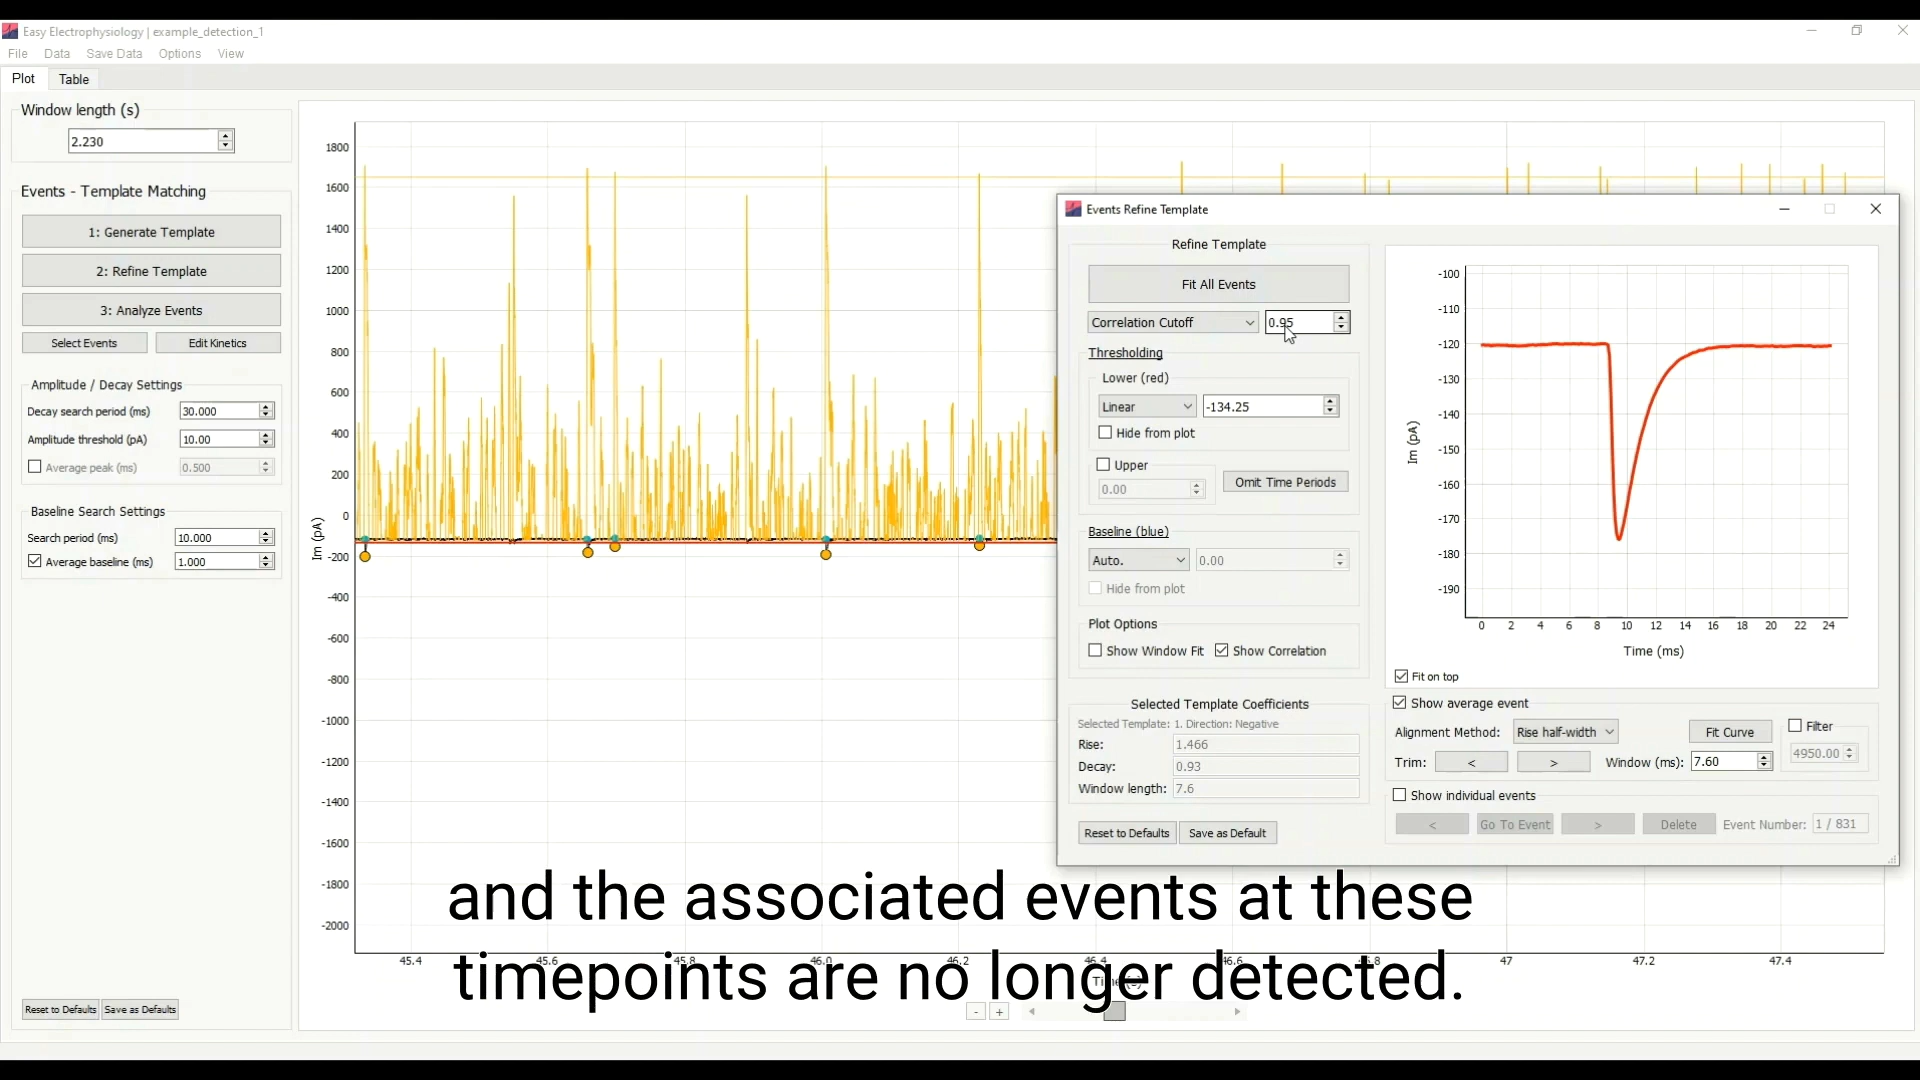 Easy Electrophysiology | example_detection_1
File Data Save Data Options View
Plot Table
Window length (s)
2.230
Events - Template Matching
1: Generate Template
2: Refine Template
3: Analyze Events
Select Events Edit Kinetics
Amplitude / Decay Settings
Decay search period (ms) 30.000
Amplitude threshold (pA) 10.00
Average peak (ms) 0.500
Baseline Search Settings
Search period (ms) 10.000
Average baseline (ms) 1.000
Reset to Defaults Save as Defaults
1800
1600
1400
1200
1000
800
600
400
200
0
-200
-400
-600
-800
-1000
-1200
-1400
-1600
-1800
-2000
Im (pA)
45.4 45.6 45.8 46.0 46.2 46.4 46.6 46.8 47 47.2 47.4
Time (s)
- +
Events Refine Template
Refine Template
Fit All Events
Correlation Cutoff 0.95
Thresholding
Lower (red)
Linear -134.25
Hide from plot
Upper
0.00 Omit Time Periods
Baseline (blue)
Auto. 0.00
Hide from plot
Plot Options
Show Window Fit Show Correlation
Selected Template Coefficients
Selected Template: 1. Direction: Negative
Rise: 1.466
Decay: 0.93
Window length: 7.6
Reset to Defaults Save as Default
-100
-110
-120
-130
-140
-150
-160
-170
-180
-190
Im (pA)
0 2 4 6 8 10 12 14 16 18 20 22 24
Time (ms)
Fit on top
Show average event
Alignment Method: Rise half-width Fit Curve Filter
Trim: < > Window (ms): 7.60 4950.00
Show individual events
< Go To Event > Delete Event Number: 1 / 831
and the associated events at these
timepoints are no longer detected.